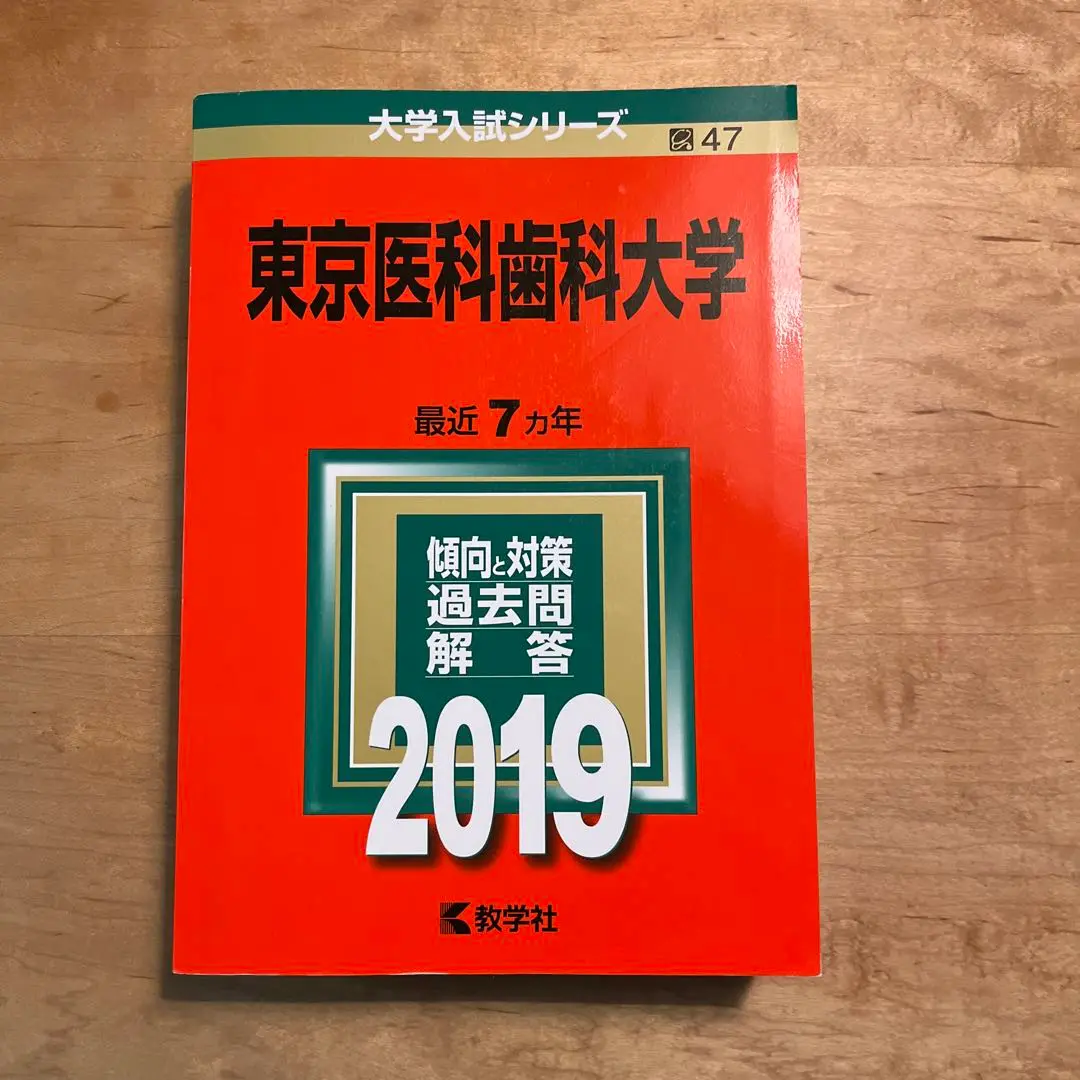 大学入試シリーズ
47
東京医科歯科大学
最近 7 カ年
傾向と対策
過去問
解 答
2019
教学社